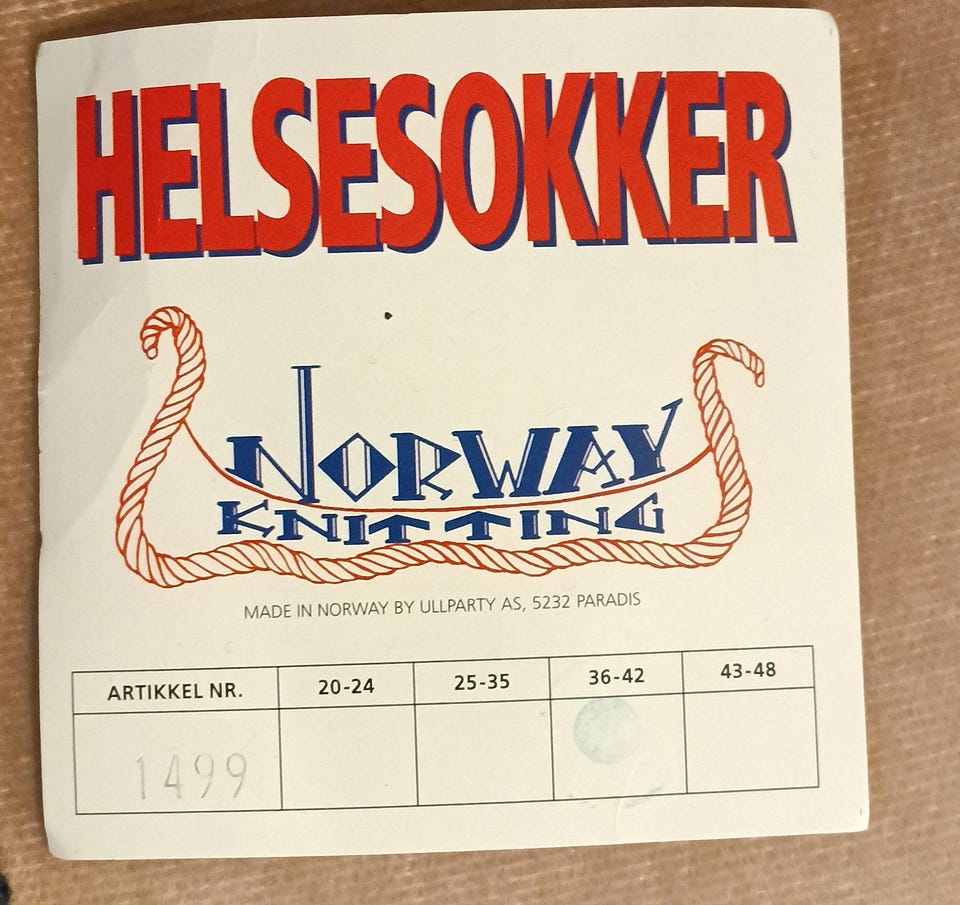 HELSESOKKER
NORWAY
KNITTING
MADE IN NORWAY BY ULLPARTY AS, 5232 PARADIS
ARTIKKEL NR. 20-24 25-35 36-42 43-48
1499